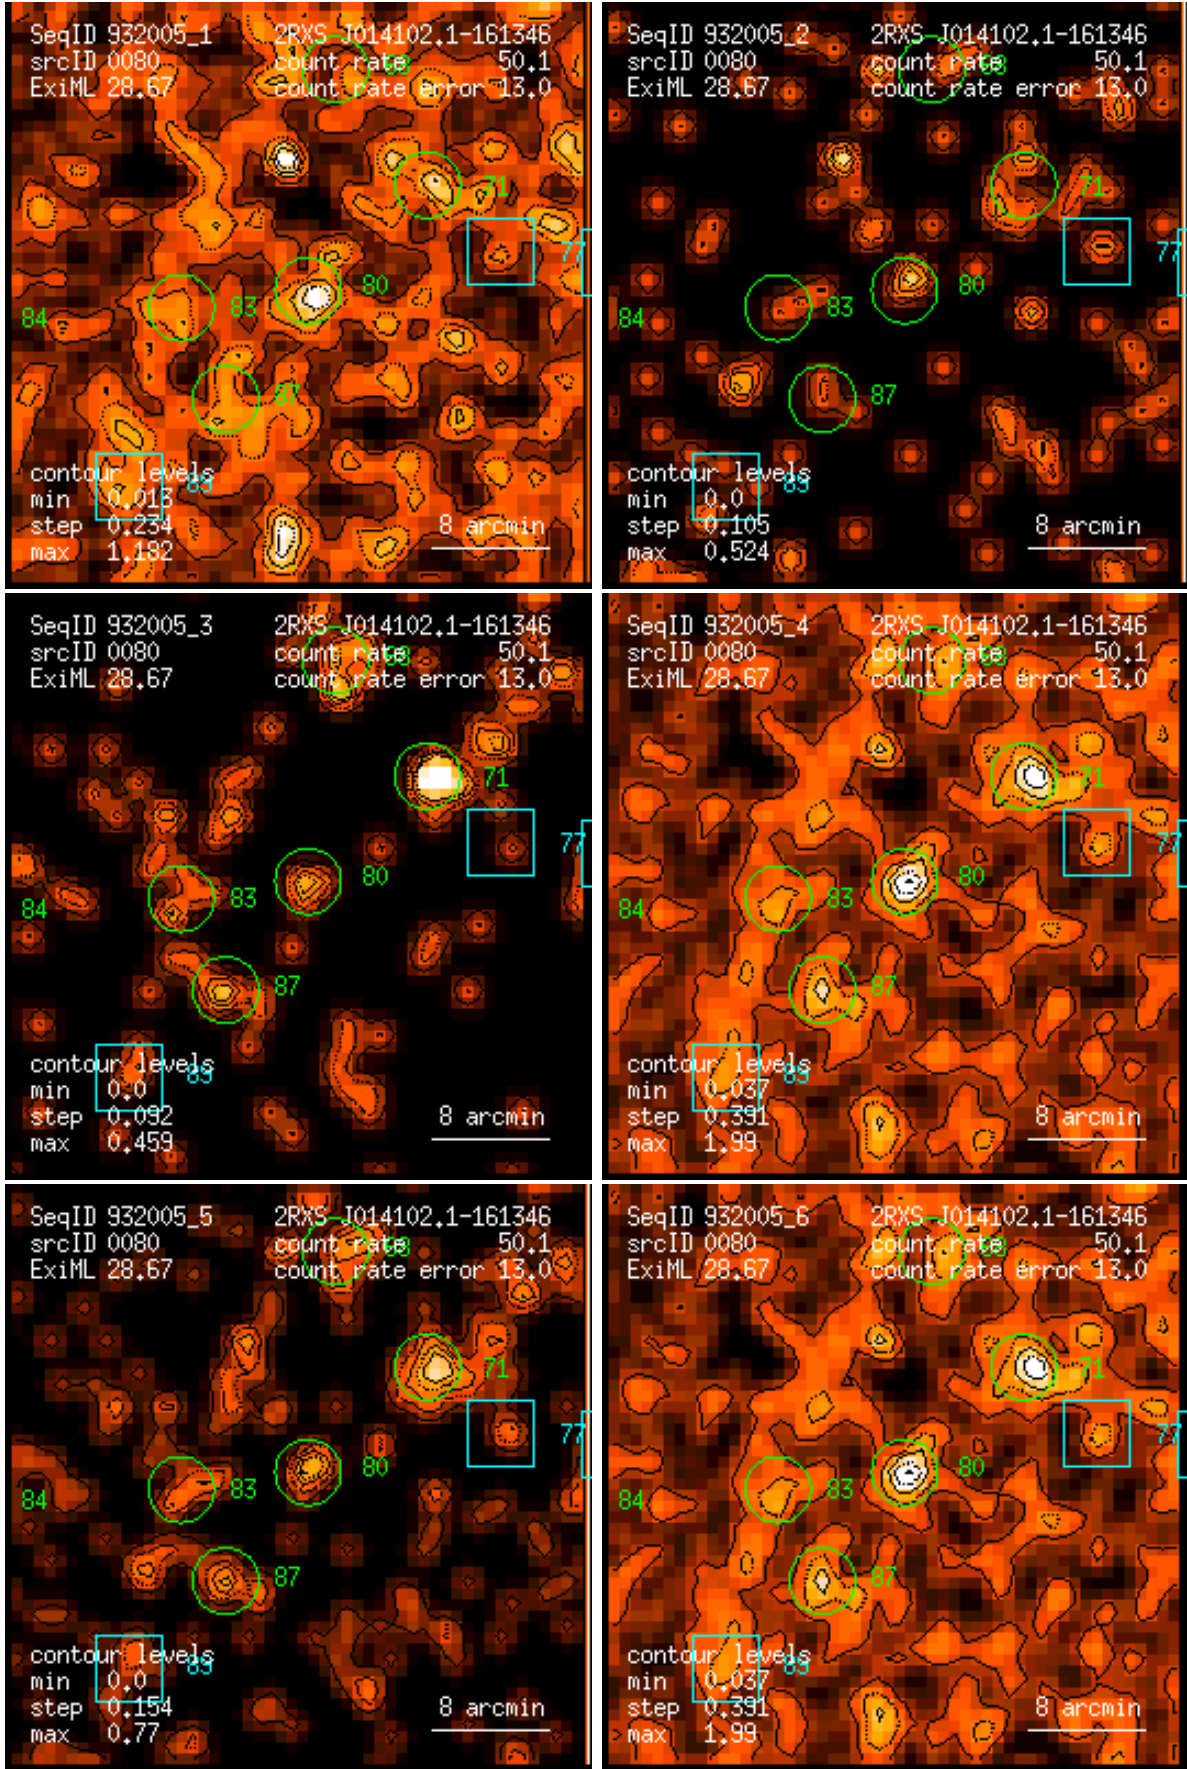 SeqID 932005_1 2RXS J014102.1-161346
srcID 0080 count rate 50.1
ExiML 28.67 count rate error 13.0
71
77
80
83
84
87
89
contour levels
min 0.013
step 0.234
max 1.182
8 arcmin
SeqID 932005_2 2RXS J014102.1-161346
srcID 0080 count rate 50.1
ExiML 28.67 count rate error 13.0
71
77
80
83
84
87
89
contour levels
min 0.0
step 0.105
max 0.524
8 arcmin
SeqID 932005_3 2RXS J014102.1-161346
srcID 0080 count rate 50.1
ExiML 28.67 count rate error 13.0
71
77
80
83
84
87
89
contour levels
min 0.0
step 0.092
max 0.459
8 arcmin
SeqID 932005_4 2RXS J014102.1-161346
srcID 0080 count rate 50.1
ExiML 28.67 count rate error 13.0
71
77
80
83
84
87
89
contour levels
min 0.037
step 0.391
max 1.99
8 arcmin
SeqID 932005_5 2RXS J014102.1-161346
srcID 0080 count rate 50.1
ExiML 28.67 count rate error 13.0
71
77
80
83
84
87
89
contour levels
min 0.0
step 0.154
max 0.77
8 arcmin
SeqID 932005_6 2RXS J014102.1-161346
srcID 0080 count rate 50.1
ExiML 28.67 count rate error 13.0
71
77
80
83
84
87
89
contour levels
min 0.037
step 0.391
max 1.99
8 arcmin